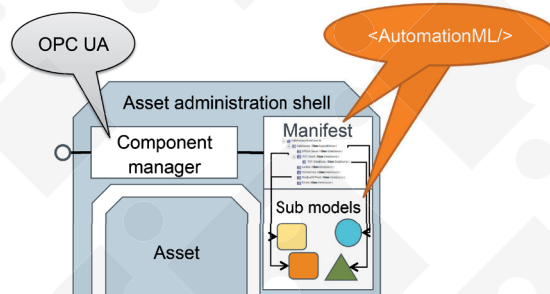 OPC UA
<AutomationML/>
Asset administration shell
Component
manager
Manifest
Sub models
Asset